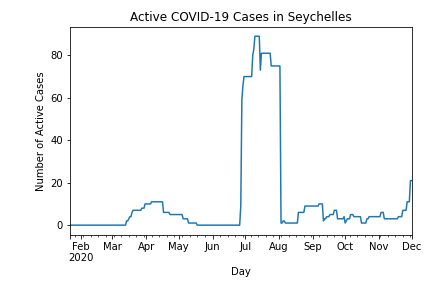 Active COVID-19 Cases in Seychelles
Number of Active Cases
80
60
40
20
0
Feb Mar Apr May Jun Jul Aug Sep Oct Nov Dec
2020
Day